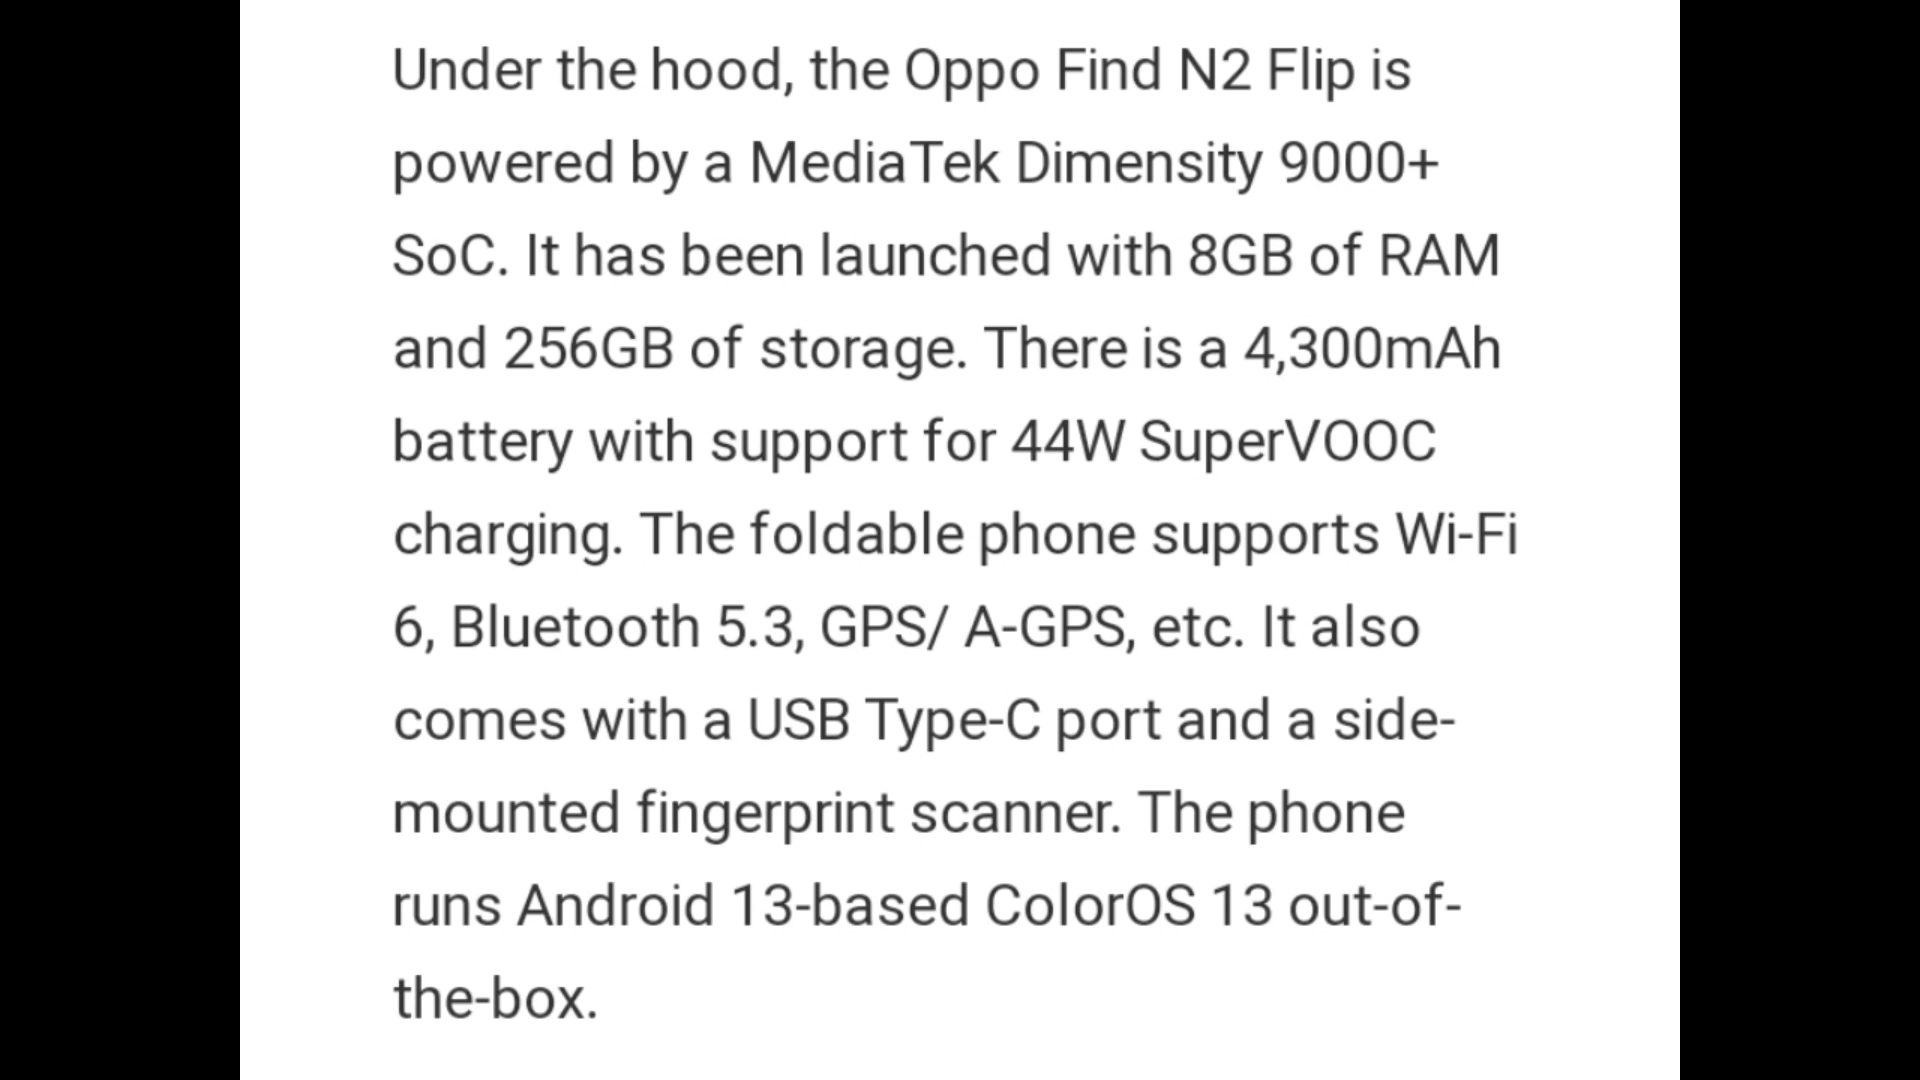 Under the hood, the Oppo Find N2 Flip is
powered by a MediaTek Dimensity 9000+
SoC. It has been launched with 8GB of RAM
and 256GB of storage. There is a 4,300mAh
battery with support for 44W SuperVOOC
charging. The foldable phone supports Wi-Fi
6, Bluetooth 5.3, GPS/ A-GPS, etc. It also
comes with a USB Type-C port and a side-
mounted fingerprint scanner. The phone
runs Android 13-based ColorOS 13 out-of-
the-box.